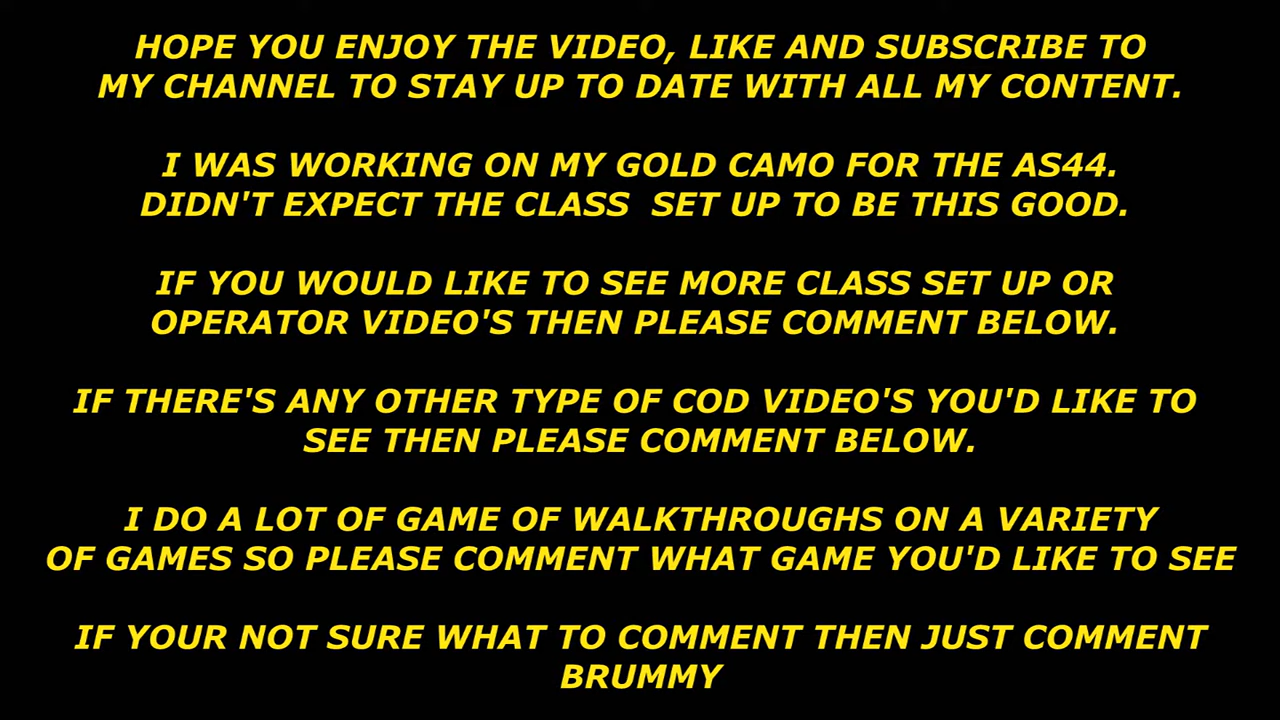 HOPE YOU ENJOY THE VIDEO, LIKE AND SUBSCRIBE TO
MY CHANNEL TO STAY UP TO DATE WITH ALL MY CONTENT.
I WAS WORKING ON MY GOLD CAMO FOR THE AS44.
DIDN'T EXPECT THE CLASS  SET UP TO BE THIS GOOD.
IF YOU WOULD LIKE TO SEE MORE CLASS SET UP OR
OPERATOR VIDEO'S THEN PLEASE COMMENT BELOW.
IF THERE'S ANY OTHER TYPE OF COD VIDEO'S YOU'D LIKE TO
SEE THEN PLEASE COMMENT BELOW.
I DO A LOT OF GAME OF WALKTHROUGHS ON A VARIETY
OF GAMES SO PLEASE COMMENT WHAT GAME YOU'D LIKE TO SEE
IF YOUR NOT SURE WHAT TO COMMENT THEN JUST COMMENT
BRUMMY